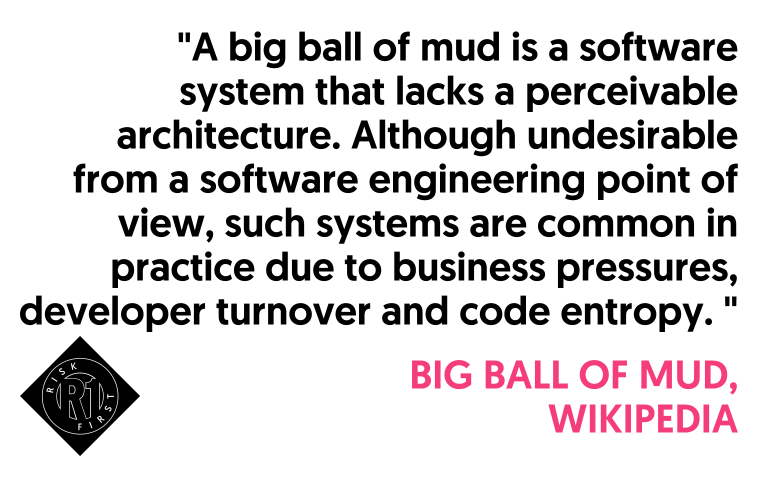 "A big ball of mud is a software
system that lacks a perceivable
architecture. Although undesirable
from a software engineering point of
view, such systems are common in
practice due to business pressures,
developer turnover and code entropy. "
BIG BALL OF MUD,
WIKIPEDIA
RISK
R1
FIRST